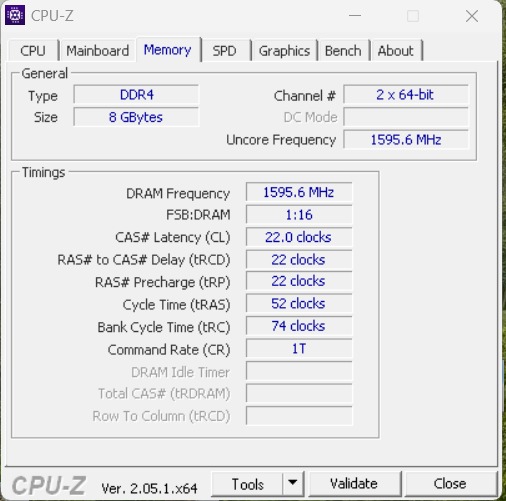 CPU-Z
CPU Mainboard Memory SPD Graphics Bench About
General
Type DDR4 Channel # 2 x 64-bit
Size 8 GBytes DC Mode
Uncore Frequency 1595.6 MHz
Timings
DRAM Frequency 1595.6 MHz
FSB:DRAM 1:16
CAS# Latency (CL) 22.0 clocks
RAS# to CAS# Delay (tRCD) 22 clocks
RAS# Precharge (tRP) 22 clocks
Cycle Time (tRAS) 52 clocks
Bank Cycle Time (tRC) 74 clocks
Command Rate (CR) 1T
DRAM Idle Timer
Total CAS# (tRDRAM)
Row To Column (tRCD)
CPU-Z Ver. 2.05.1.x64 Tools Validate Close